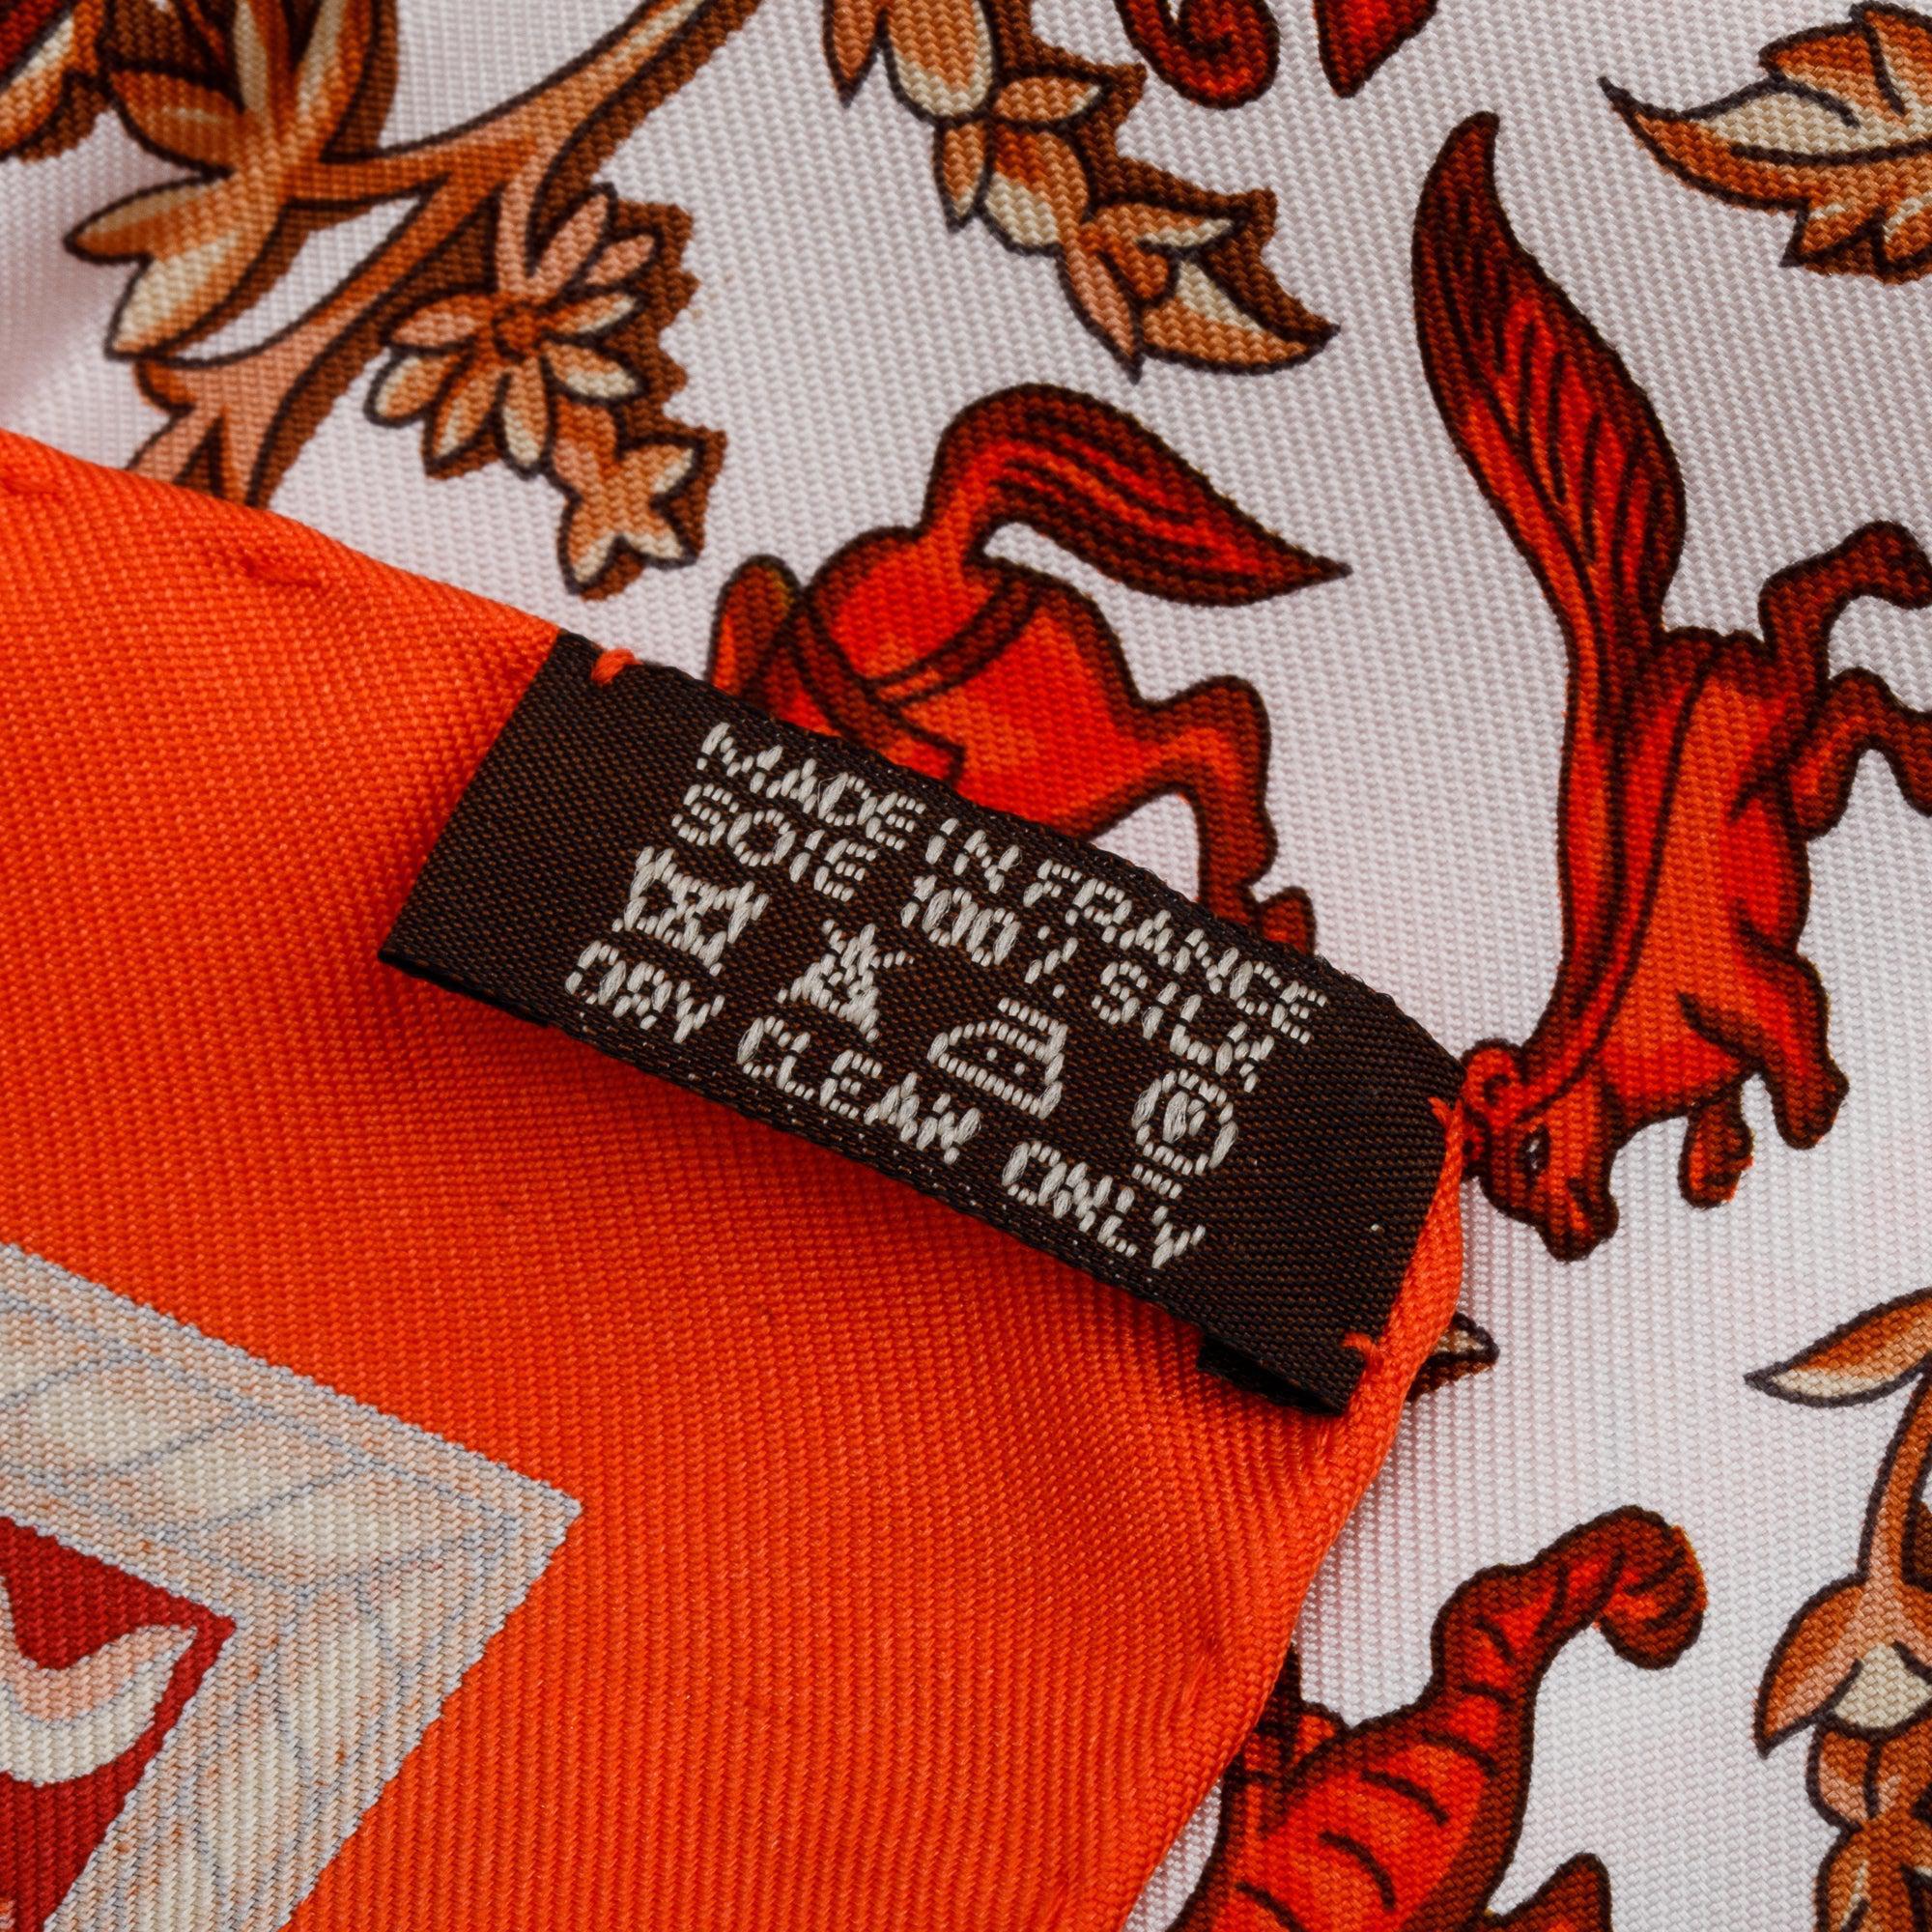 MADE IN FRANCE
SOIE 100% SILK
P
DRY CLEAN ONLY